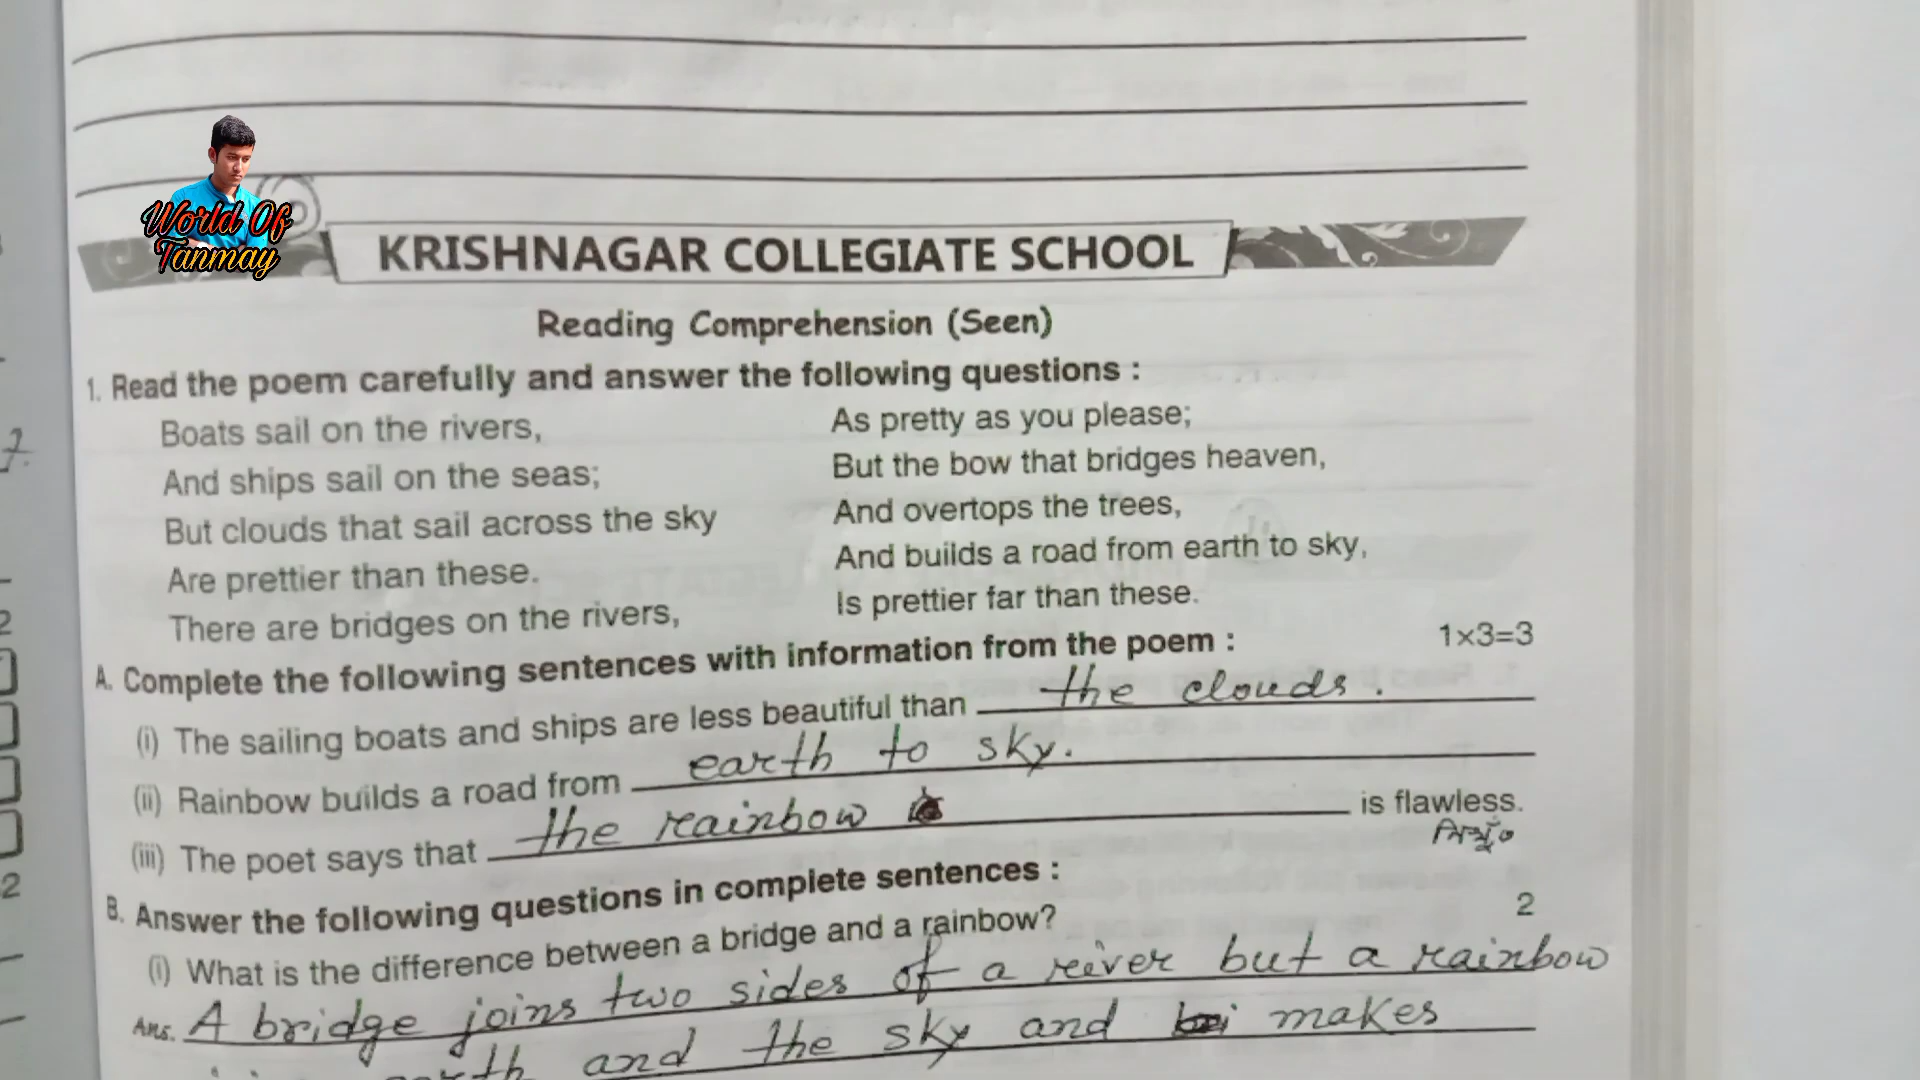 World Of
Tanmay
KRISHNAGAR COLLEGIATE SCHOOL
Reading Comprehension (Seen)
1. Read the poem carefully and answer the following questions :
Boats sail on the rivers,
And ships sail on the seas;
But clouds that sail across the sky
Are prettier than these.
There are bridges on the rivers,
As pretty as you please;
But the bow that bridges heaven,
And overtops the trees,
And builds a road from earth to sky,
Is prettier far than these.
A. Complete the following sentences with information from the poem : 1×3=3
(i) The sailing boats and ships are less beautiful than the clouds.
(ii) Rainbow builds a road from earth to sky.
(iii) The poet says that the rainbow is flawless.
B. Answer the following questions in complete sentences :
(i) What is the difference between a bridge and a rainbow? 2
Ans. A bridge joins two sides of a river but a rainbow
earth and the sky and makes
7.
2
2